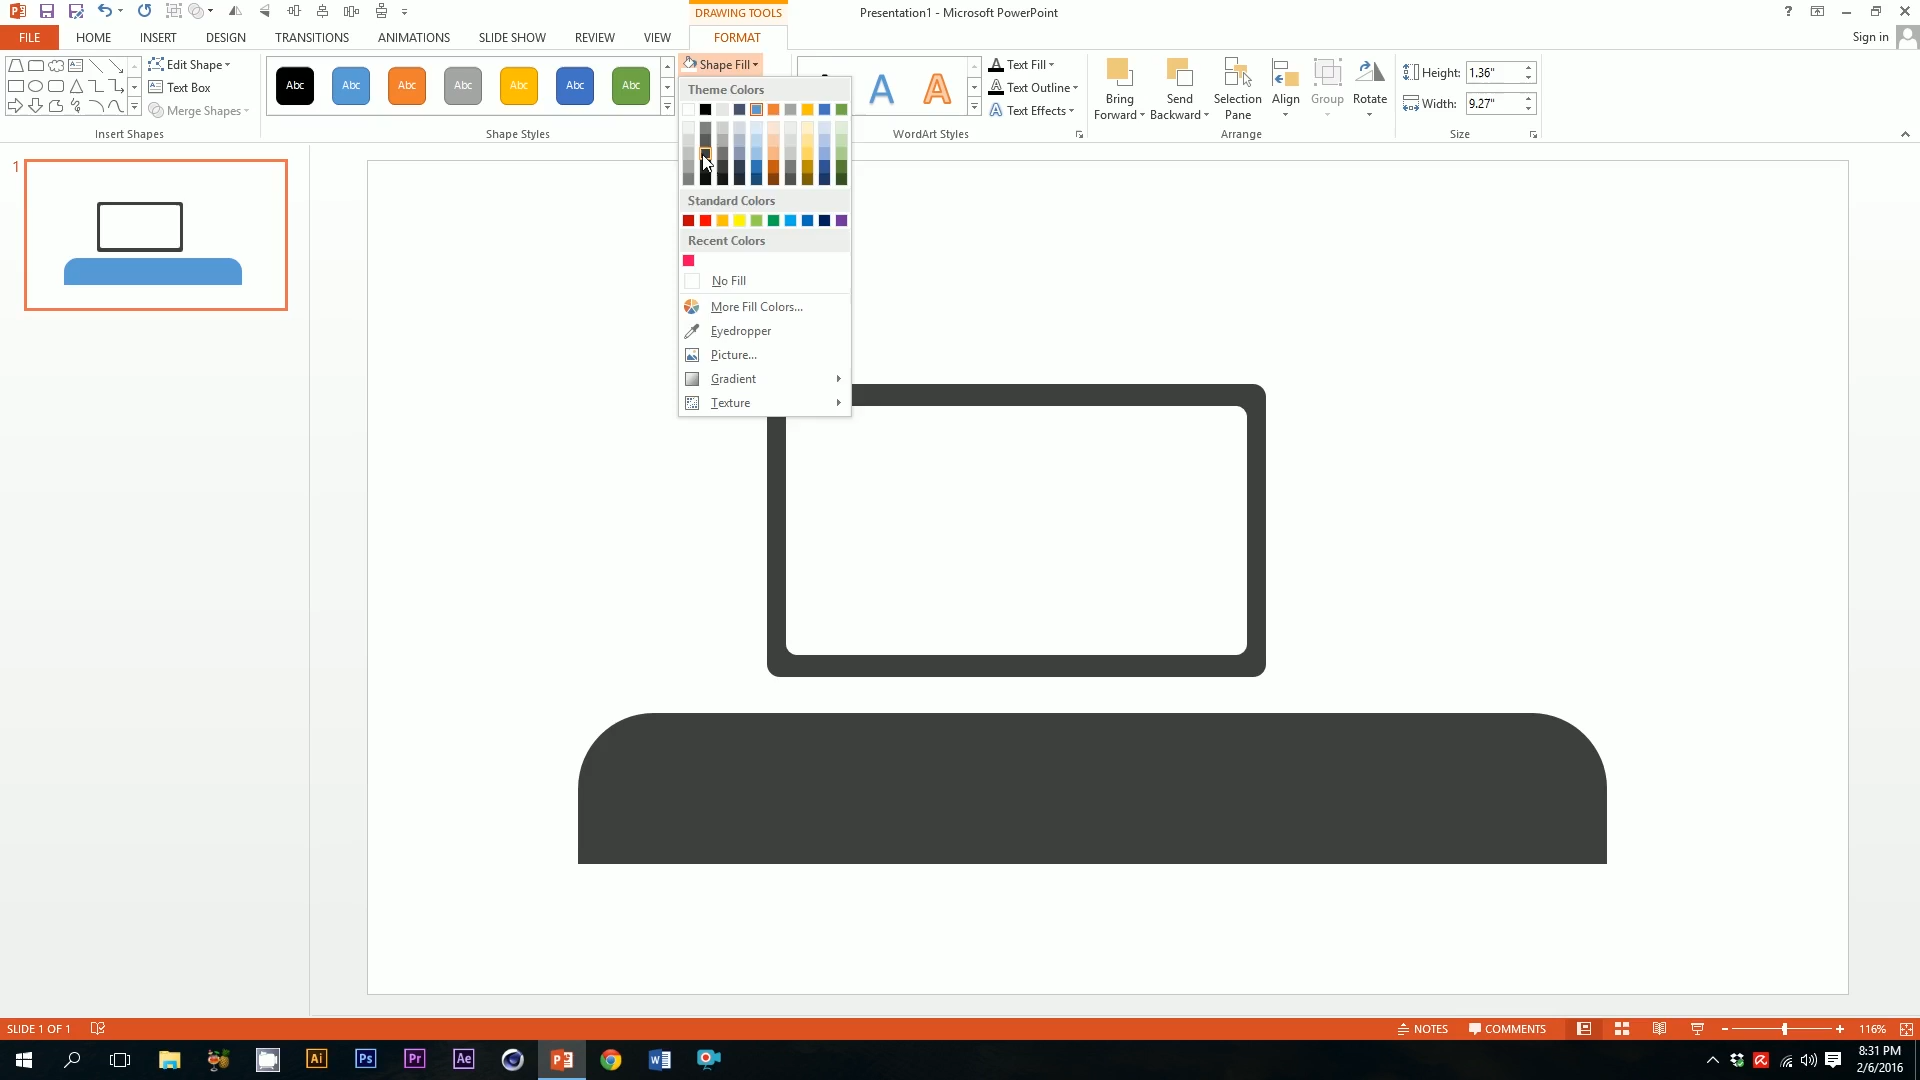 DRAWING TOOLS
Presentation1 - Microsoft PowerPoint
?
FILE HOME INSERT DESIGN TRANSITIONS ANIMATIONS SLIDE SHOW REVIEW VIEW FORMAT
Sign in
Edit Shape
Text Box
Merge Shapes
Insert Shapes
Abc Abc Abc Abc Abc Abc Abc
Shape Styles
Shape Fill
Theme Colors
Standard Colors
Recent Colors
No Fill
More Fill Colors...
Eyedropper
Picture...
Gradient
Texture
A A
WordArt Styles
Text Fill
Text Outline
Text Effects
Bring Forward
Send Backward
Selection Pane
Align
Group
Rotate
Arrange
Height: 1.36"
Width: 9.27"
Size
1
SLIDE 1 OF 1
NOTES
COMMENTS
116%
Ai Ps Pr Ae
8:31 PM
2/6/2016